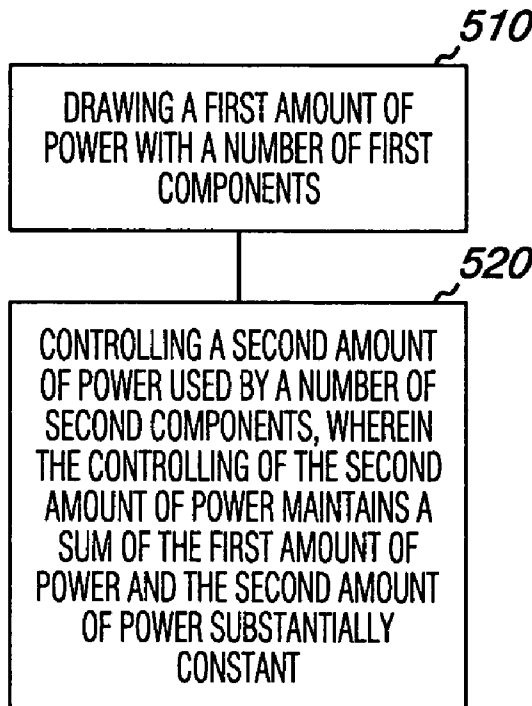 510
DRAWING A FIRST AMOUNT OF
POWER WITH A NUMBER OF FIRST
COMPONENTS
520
CONTROLLING A SECOND AMOUNT
OF POWER USED BY A NUMBER OF
SECOND COMPONENTS, WHEREIN
THE CONTROLLING OF THE SECOND
AMOUNT OF POWER MAINTAINS A
SUM OF THE FIRST AMOUNT OF
POWER AND THE SECOND AMOUNT
OF POWER SUBSTANTIALLY
CONSTANT